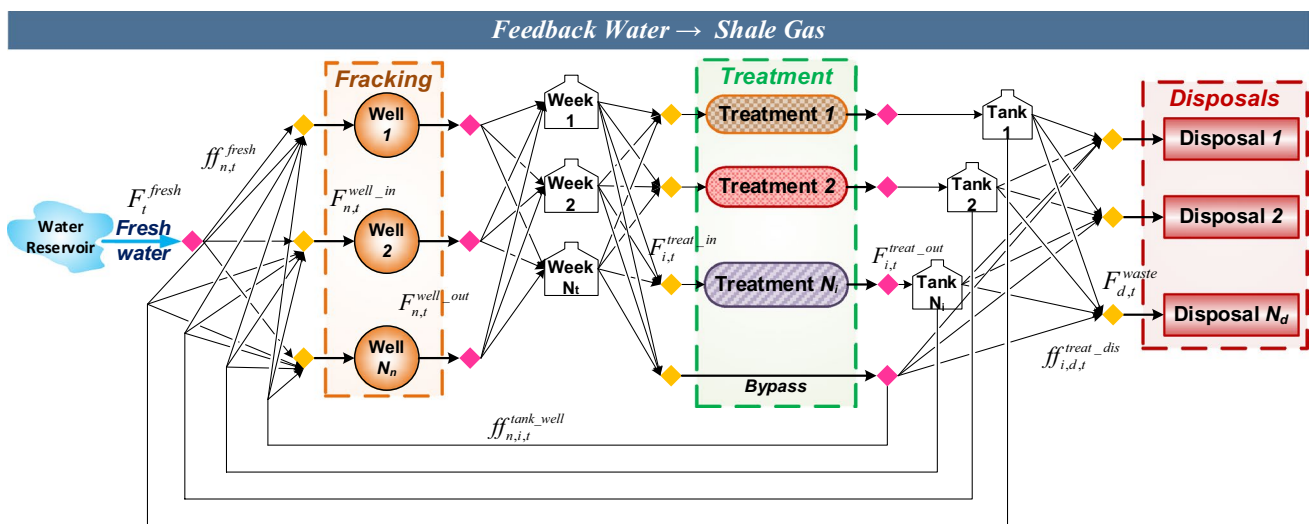 Feedback Water → Shale Gas
Fracking
Treatment
Disposals
Well
1
Well
2
Well
N_n
Week
1
Week
2
Week
N_t
Treatment 1
Treatment 2
Treatment N_i
Bypass
Tank
1
Tank
2
Tank
N_i
Disposal 1
Disposal 2
Disposal N_d
Water
Reservoir
Fresh
water
F_t^{fresh}
ff_{n,t}^{fresh}
F_{n,t}^{well_in}
F_{n,t}^{well_out}
F_{i,t}^{treat_in}
F_{i,t}^{treat_out}
F_{d,t}^{waste}
ff_{i,d,t}^{treat_dis}
ff_{n,i,t}^{tank_well}